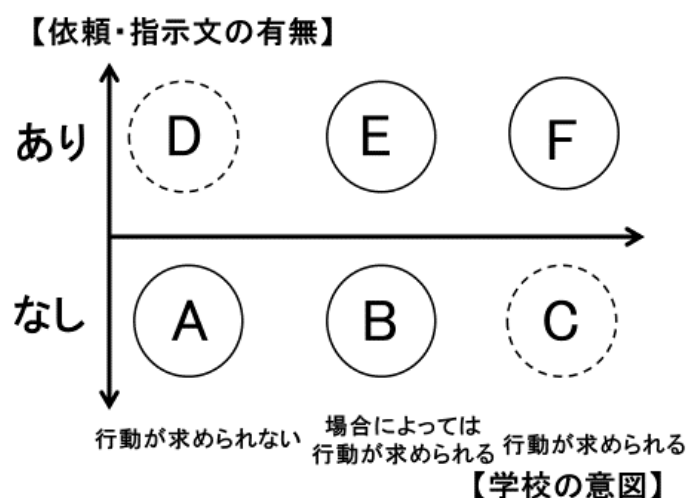 【依頼・指示文の有無】
あり
D
E
F
なし
A
B
C
行動が求められない
場合によっては
行動が求められる
行動が求められる
【学校の意図】